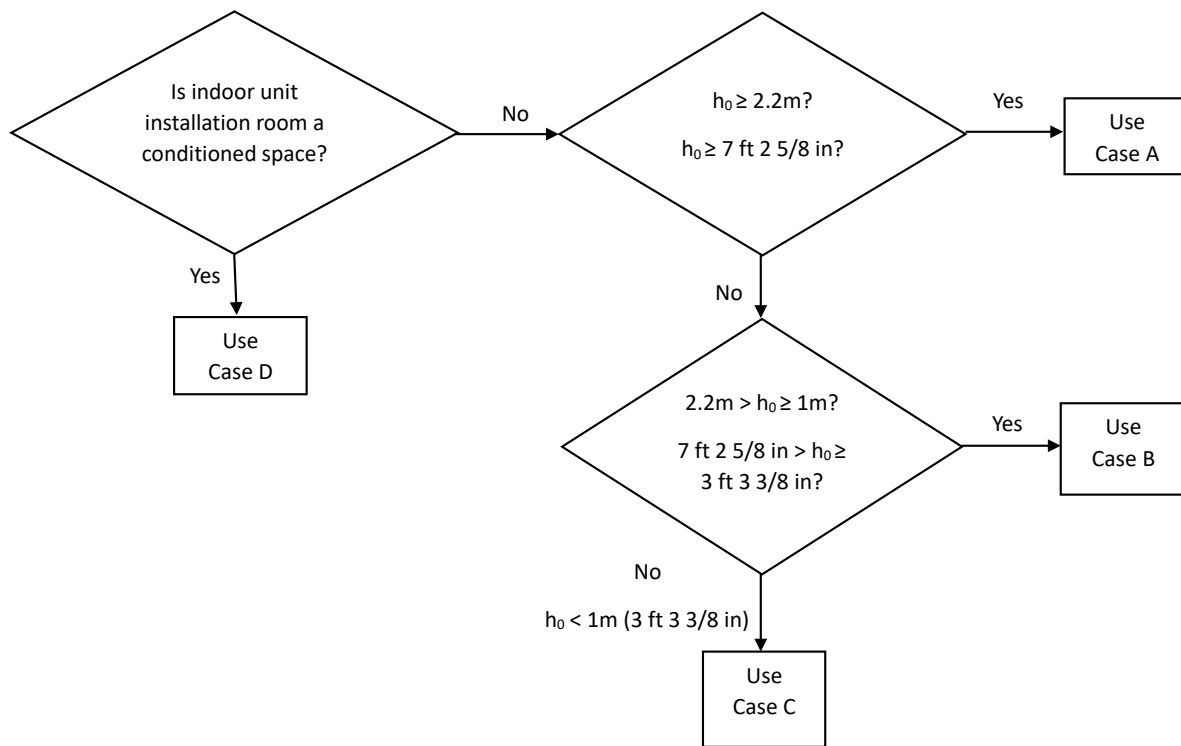 Is indoor unit
installation room a
conditioned space?
No
h₀ ≥ 2.2m?
h₀ ≥ 7 ft 2 5/8 in?
Yes
Use
Case A
Yes
Use
Case D
No
2.2m > h₀ ≥ 1m?
7 ft 2 5/8 in > h₀ ≥
3 ft 3 3/8 in?
Yes
Use
Case B
No
h₀ < 1m (3 ft 3 3/8 in)
Use
Case C